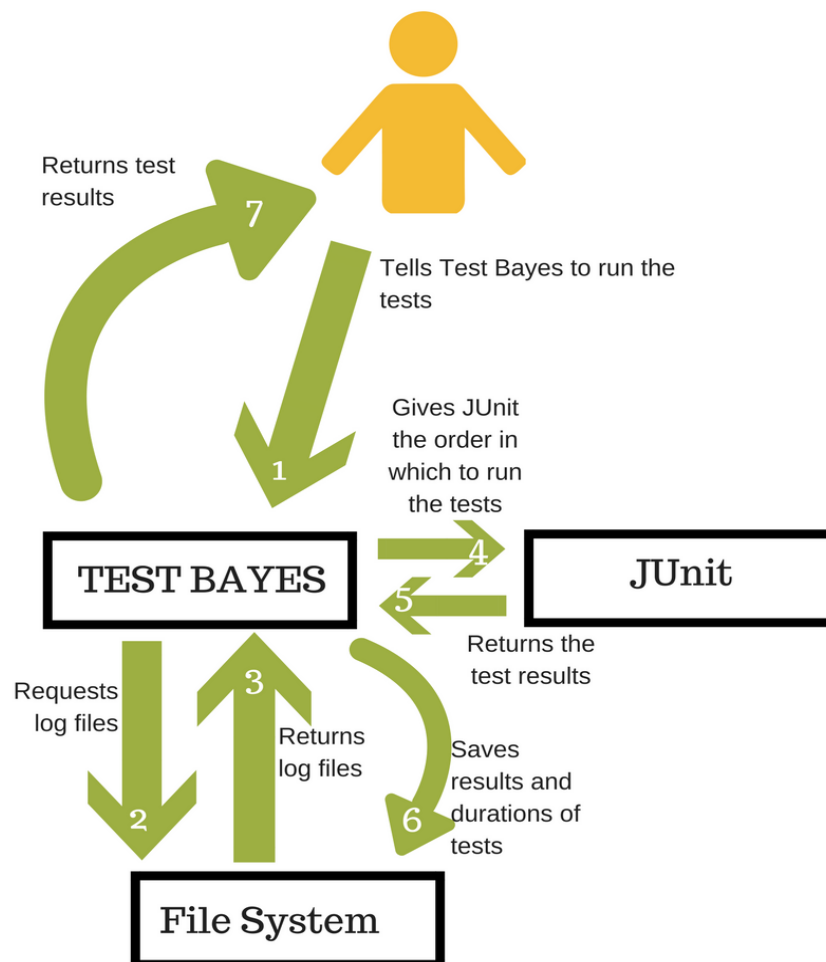 Returns test
results
7
Tells Test Bayes to run the
tests
1
Gives JUnit
the order in
which to run
the tests
4
5
TEST BAYES
JUnit
Returns the
test results
Requests
log files
2
3
Returns
log files
Saves
results and
durations of
tests
6
File System